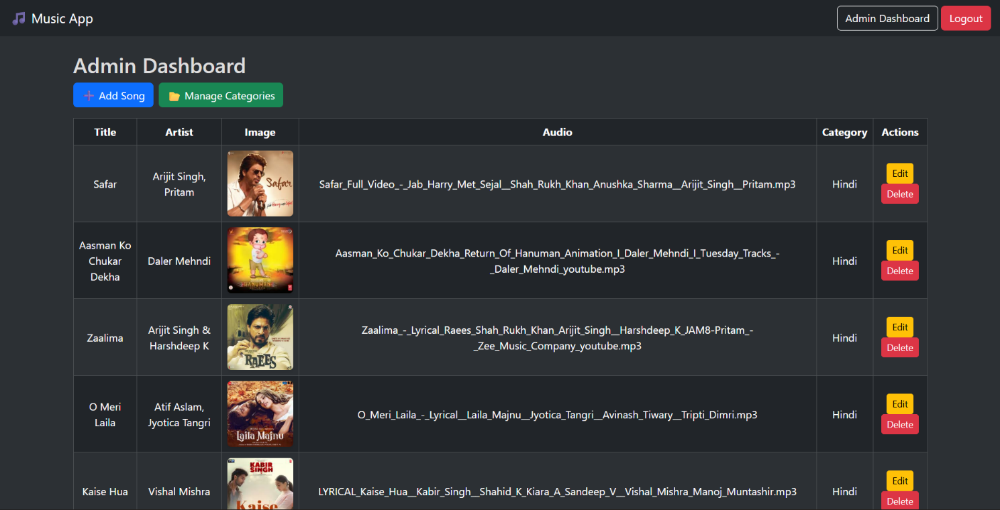 Music App
Admin Dashboard
Logout
Admin Dashboard
Add Song
Manage Categories
Title
Artist
Image
Audio
Category
Actions
Safar
Arijit Singh,
Pritam
Safar
Safar_Full_Video_-_Jab_Harry_Met_Sejal__Shah_Rukh_Khan_Anushka_Sharma__Arijit_Singh__Pritam.mp3
Hindi
Edit
Delete
Aasman Ko
Chukar
Dekha
Daler Mehndi
HANUMAN
Aasman_Ko_Chukar_Dekha_Return_Of_Hanuman_Animation_I_Daler_Mehndi_I_Tuesday_Tracks_-
_Daler_Mehndi_youtube.mp3
Hindi
Edit
Delete
Zaalima
Arijit Singh &
Harshdeep K
RAEES
Zaalima_-_Lyrical_Raees_Shah_Rukh_Khan_Arijit_Singh__Harshdeep_K_JAM8-Pritam_-
_Zee_Music_Company_youtube.mp3
Hindi
Edit
Delete
O Meri
Laila
Atif Aslam,
Jyotica Tangri
Laila Majnu
O_Meri_Laila_-_Lyrical__Laila_Majnu__Jyotica_Tangri__Avinash_Tiwary__Tripti_Dimri.mp3
Hindi
Edit
Delete
Kaise Hua
Vishal Mishra
KABIR
SINGH
Kaise
LYRICAL_Kaise_Hua__Kabir_Singh__Shahid_K_Kiara_A_Sandeep_V__Vishal_Mishra_Manoj_Muntashir.mp3
Hindi
Edit
Delete